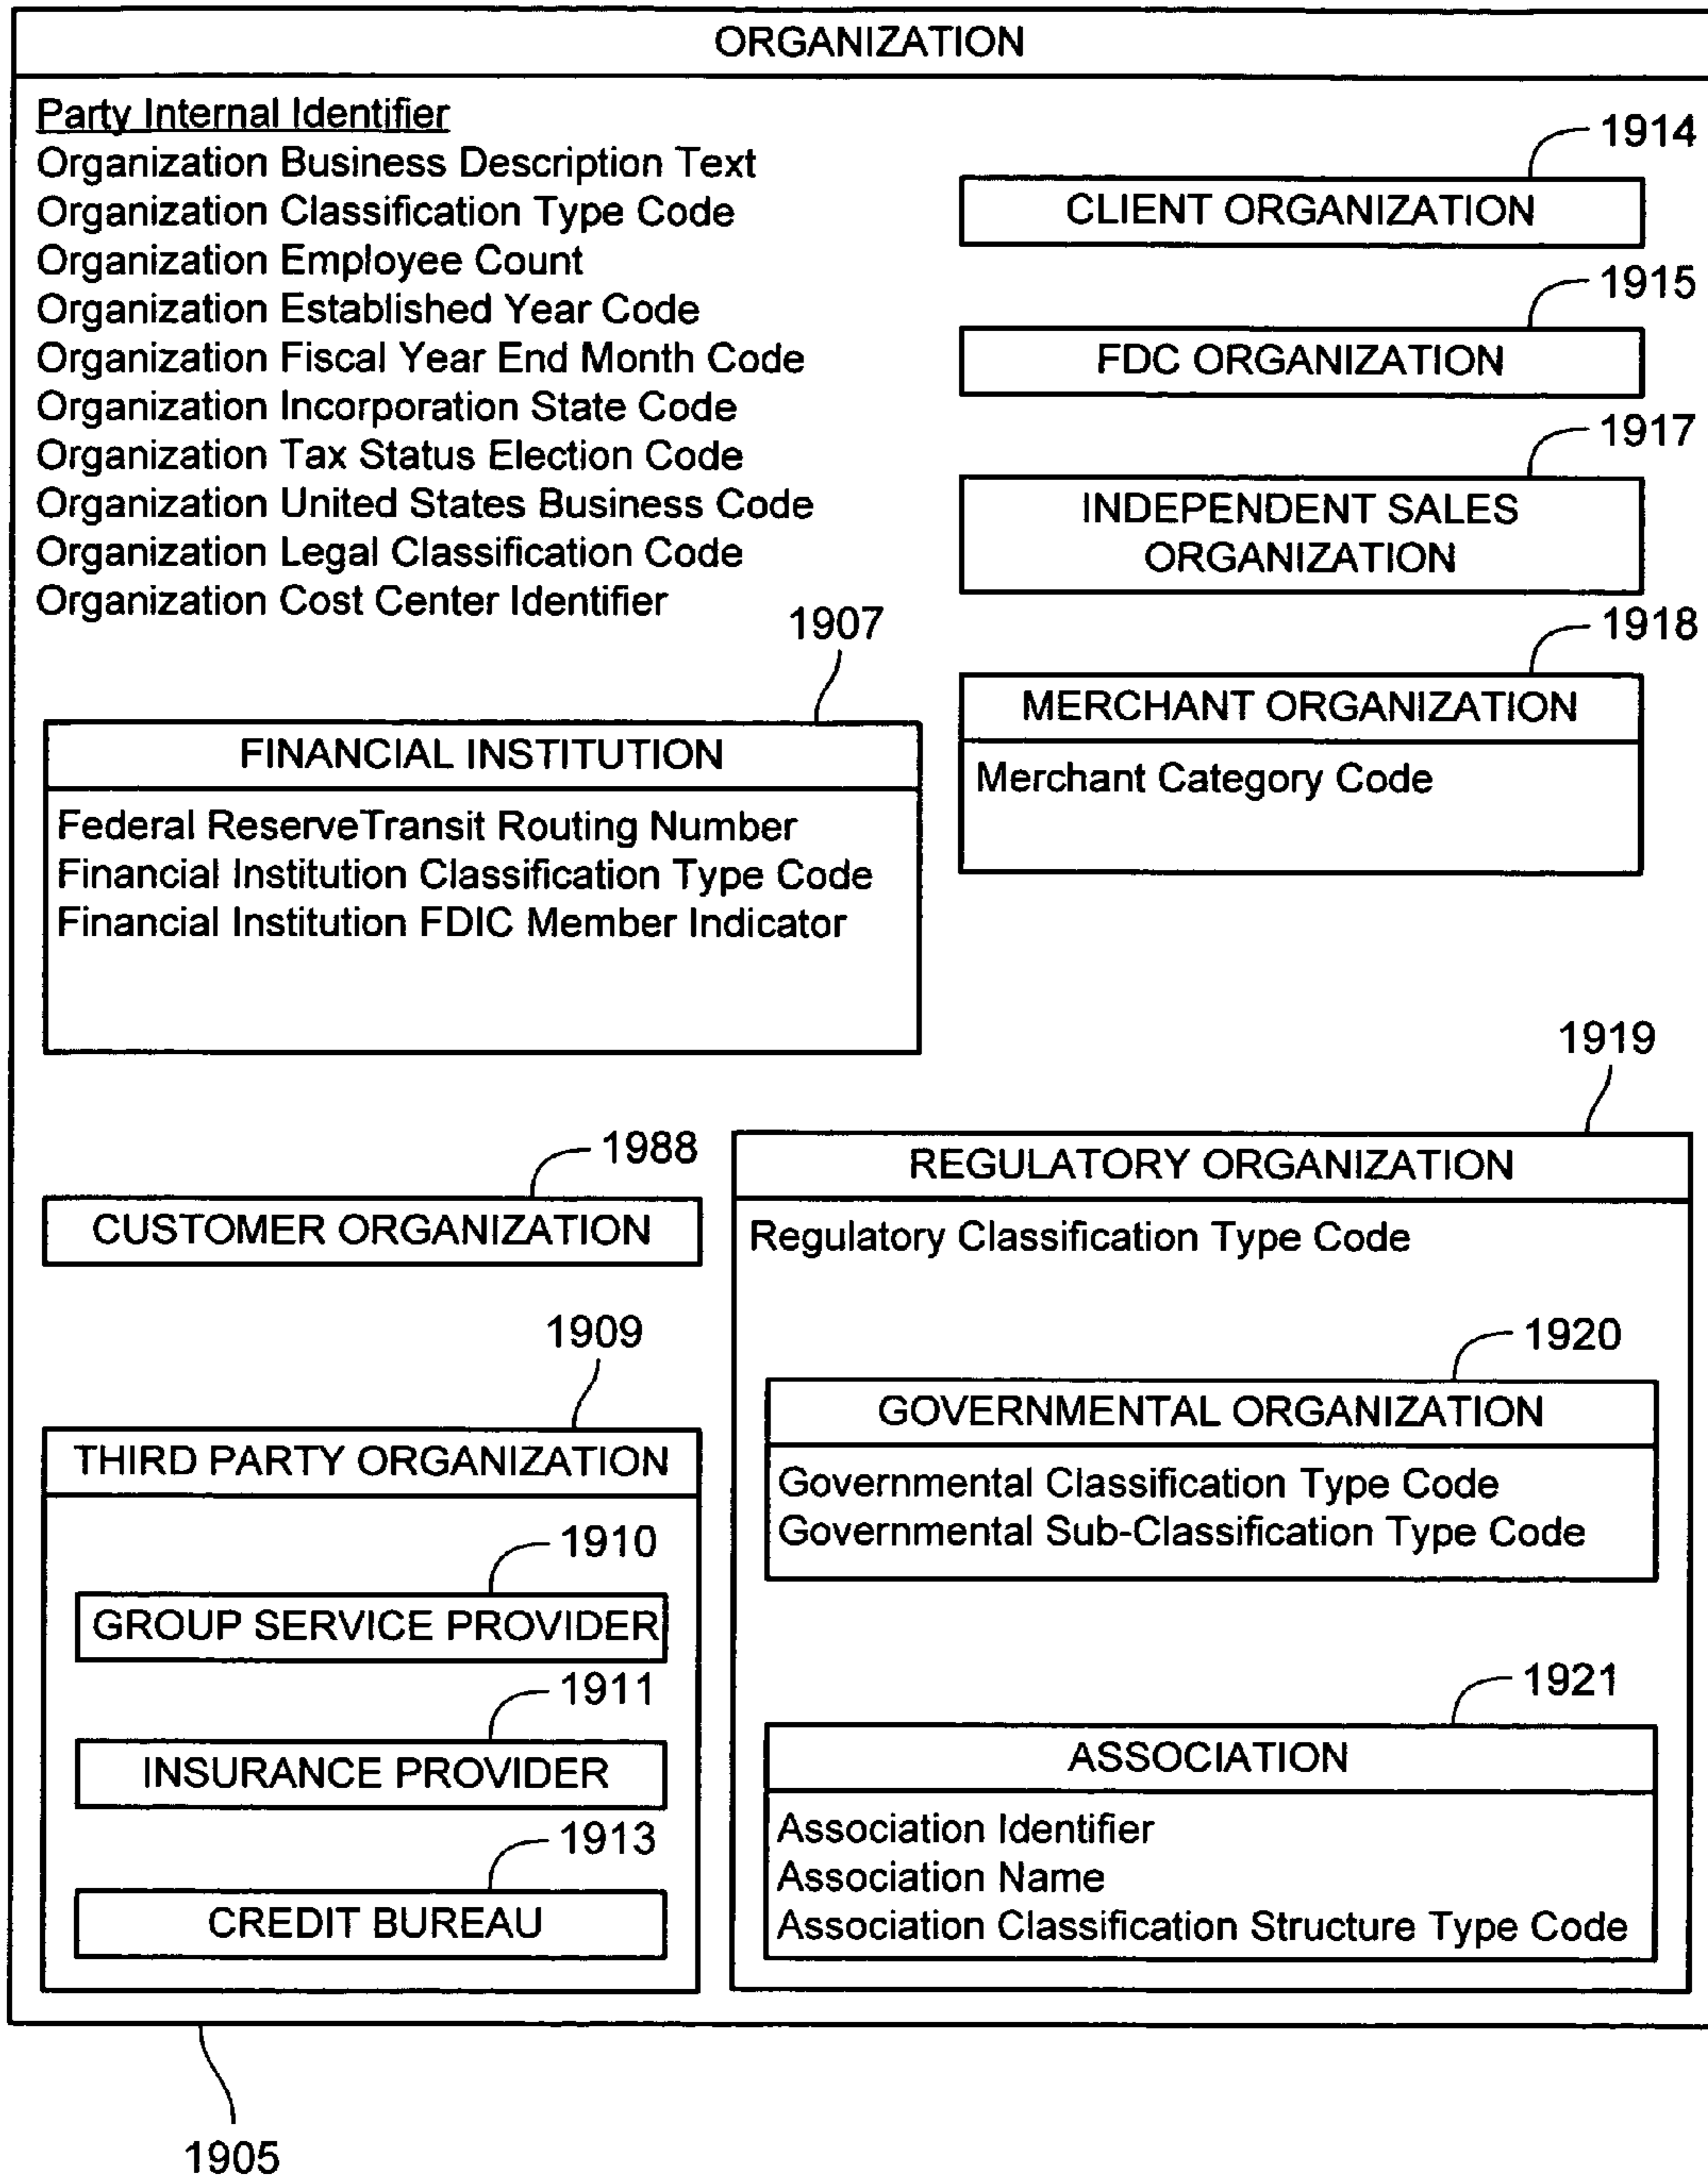 ORGANIZATION
Party Internal Identifier
Organization Business Description Text
Organization Classification Type Code
Organization Employee Count
Organization Established Year Code
Organization Fiscal Year End Month Code
Organization Incorporation State Code
Organization Tax Status Election Code
Organization United States Business Code
Organization Legal Classification Code
Organization Cost Center Identifier
1914
CLIENT ORGANIZATION
1915
FDC ORGANIZATION
1917
INDEPENDENT SALES
ORGANIZATION
1918
MERCHANT ORGANIZATION
Merchant Category Code
1907
FINANCIAL INSTITUTION
Federal ReserveTransit Routing Number
Financial Institution Classification Type Code
Financial Institution FDIC Member Indicator
1988
CUSTOMER ORGANIZATION
1909
THIRD PARTY ORGANIZATION
1910
GROUP SERVICE PROVIDER
1911
INSURANCE PROVIDER
1913
CREDIT BUREAU
1919
REGULATORY ORGANIZATION
Regulatory Classification Type Code
1920
GOVERNMENTAL ORGANIZATION
Governmental Classification Type Code
Governmental Sub-Classification Type Code
1921
ASSOCIATION
Association Identifier
Association Name
Association Classification Structure Type Code
1905